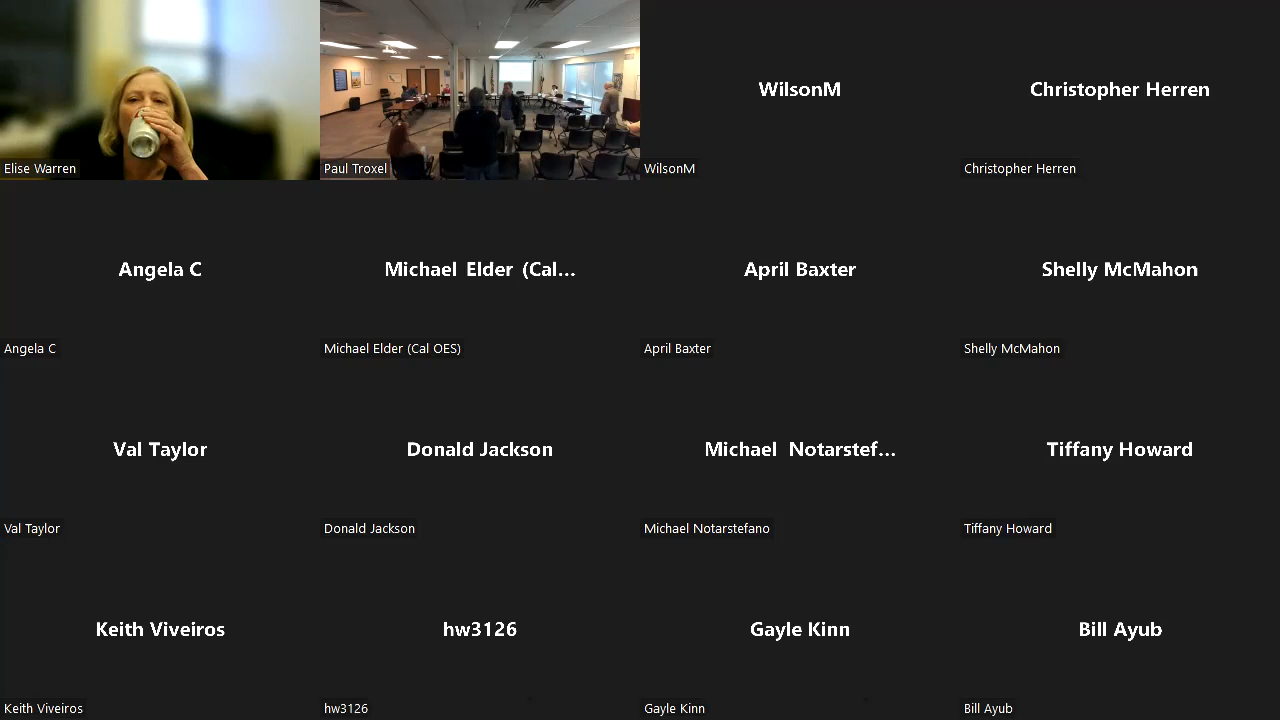 Elise Warren
Paul Troxel
WilsonM
WilsonM
Christopher Herren
Christopher Herren
Angela C
Angela C
Michael Elder (Cal...
Michael Elder (Cal OES)
April Baxter
April Baxter
Shelly McMahon
Shelly McMahon
Val Taylor
Val Taylor
Donald Jackson
Donald Jackson
Michael Notarstef...
Michael Notarstefano
Tiffany Howard
Tiffany Howard
Keith Viveiros
Keith Viveiros
hw3126
hw3126
Gayle Kinn
Gayle Kinn
Bill Ayub
Bill Ayub